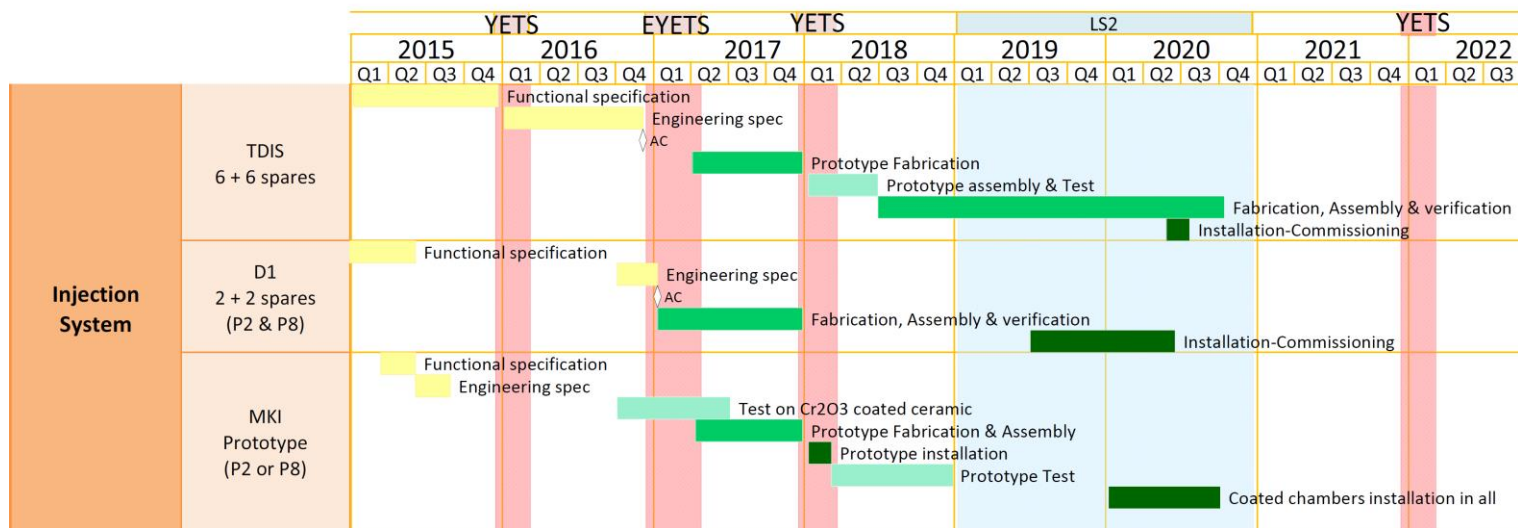 YETS EYETS YETS LS2 YETS
2015 2016 2017 2018 2019 2020 2021 2022
Q1 Q2 Q3 Q4 Q1 Q2 Q3 Q4 Q1 Q2 Q3 Q4 Q1 Q2 Q3 Q4 Q1 Q2 Q3 Q4 Q1 Q2 Q3 Q4 Q1 Q2 Q3 Q4 Q1 Q2 Q3
Injection
System
TDIS
6 + 6 spares
Functional specification
Engineering spec
AC
Prototype Fabrication
Prototype assembly & Test
Fabrication, Assembly & verification
Installation-Commissioning
D1
2 + 2 spares
(P2 & P8)
Functional specification
Engineering spec
AC
Fabrication, Assembly & verification
Installation-Commissioning
MKI
Prototype
(P2 or P8)
Functional specification
Engineering spec
Test on Cr2O3 coated ceramic
Prototype Fabrication & Assembly
Prototype installation
Prototype Test
Coated chambers installation in all